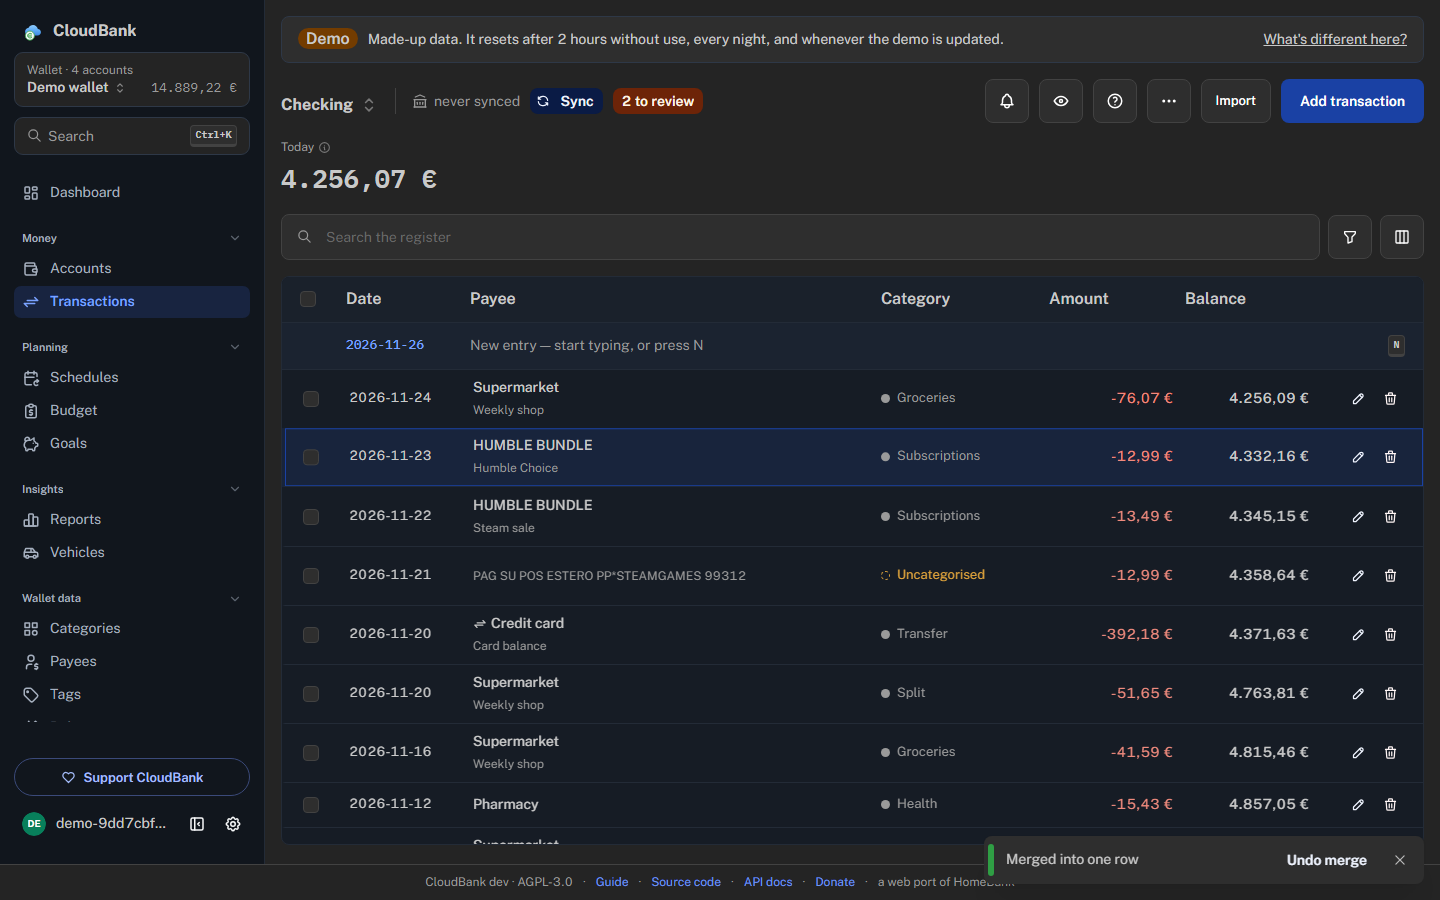 CloudBank
Wallet · 4 accounts
Demo wallet 14.889,22 €
Search Ctrl+K
Dashboard
Money
Accounts
Transactions
Planning
Schedules
Budget
Goals
Insights
Reports
Vehicles
Wallet data
Categories
Payees
Tags
Support CloudBank
DE demo-9dd7cbf...
Demo Made-up data. It resets after 2 hours without use, every night, and whenever the demo is updated. What's different here?
Checking never synced Sync 2 to review Import Add transaction
Today
4.256,07 €
Search the register
Date Payee Category Amount Balance
2026-11-26 New entry — start typing, or press N N
2026-11-24 Supermarket Groceries -76,07 € 4.256,09 €
Weekly shop
2026-11-23 HUMBLE BUNDLE Subscriptions -12,99 € 4.332,16 €
Humble Choice
2026-11-22 HUMBLE BUNDLE Subscriptions -13,49 € 4.345,15 €
Steam sale
2026-11-21 PAG SU POS ESTERO PP*STEAMGAMES 99312 Uncategorised -12,99 € 4.358,64 €
2026-11-20 Credit card Transfer -392,18 € 4.371,63 €
Card balance
2026-11-20 Supermarket Split -51,65 € 4.763,81 €
Weekly shop
2026-11-16 Supermarket Groceries -41,59 € 4.815,46 €
Weekly shop
2026-11-12 Pharmacy Health -15,43 € 4.857,05 €
Supermarket
Merged into one row Undo merge
CloudBank dev · AGPL-3.0 · Guide · Source code · API docs · Donate · a web port of HomeBank